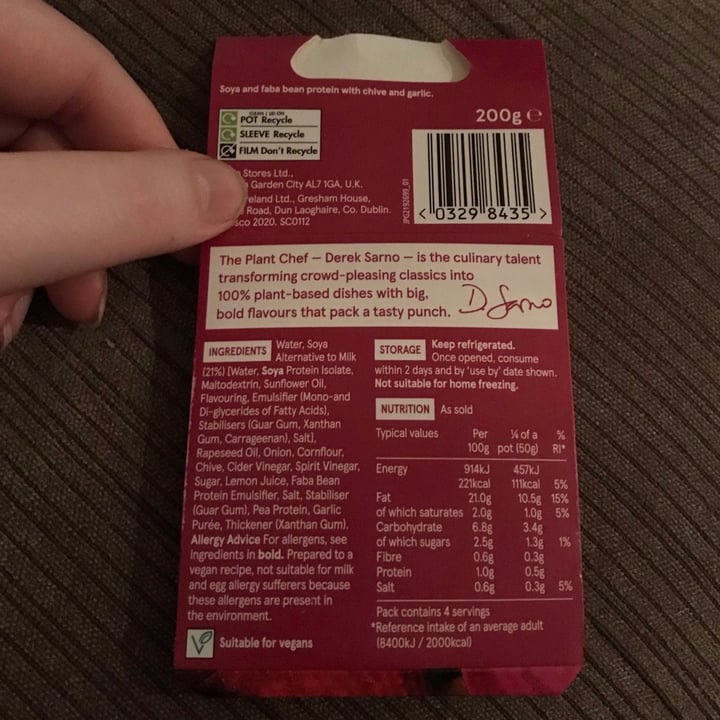 Soya and faba bean protein with chive and garlic.
CLEAN | LID ON
POT Recycle
SLEEVE Recycle
FILM Don't Recycle
200g e
Stores Ltd.,
Garden City AL7 1GA, U.K.
reland Ltd., Gresham House,
Road, Dun Laoghaire, Co. Dublin.
sco 2020. SC0112
< 0329 8435 >
The Plant Chef – Derek Sarno – is the culinary talent
transforming crowd-pleasing classics into
100% plant-based dishes with big,
bold flavours that pack a tasty punch.
D. Sarno
INGREDIENTS Water, Soya
Alternative to Milk
(21%) [Water, Soya Protein Isolate,
Maltodextrin, Sunflower Oil,
Flavouring, Emulsifier (Mono-and
Di-glycerides of Fatty Acids),
Stabilisers (Guar Gum, Xanthan
Gum, Carrageenan), Salt],
Rapeseed Oil, Onion, Cornflour,
Chive, Cider Vinegar, Spirit Vinegar,
Sugar, Lemon Juice, Faba Bean
Protein Emulsifier, Salt, Stabiliser
(Guar Gum), Pea Protein, Garlic
Purée, Thickener (Xanthan Gum).
Allergy Advice For allergens, see
ingredients in bold. Prepared to a
vegan recipe, not suitable for milk
and egg allergy sufferers because
these allergens are present in
the environment.
V
Suitable for vegans
STORAGE Keep refrigerated.
Once opened, consume
within 2 days and by 'use by' date shown.
Not suitable for home freezing.
NUTRITION As sold
Typical values Per ¼ of a %
100g pot (50g) RI*
Energy 914kJ 457kJ
221kcal 111kcal 5%
Fat 21.0g 10.5g 15%
of which saturates 2.0g 1.0g 5%
Carbohydrate 6.8g 3.4g
of which sugars 2.5g 1.3g 1%
Fibre 0.6g 0.3g
Protein 1.0g 0.5g
Salt 0.6g 0.3g 5%
Pack contains 4 servings
*Reference intake of an average adult
(8400kJ / 2000kcal)